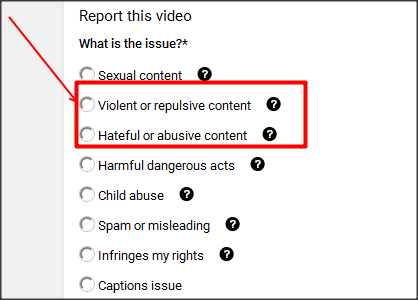 Report this video
What is the issue?*
Sexual content ?
Violent or repulsive content ?
Hateful or abusive content ?
Harmful dangerous acts ?
Child abuse ?
Spam or misleading ?
Infringes my rights ?
Captions issue